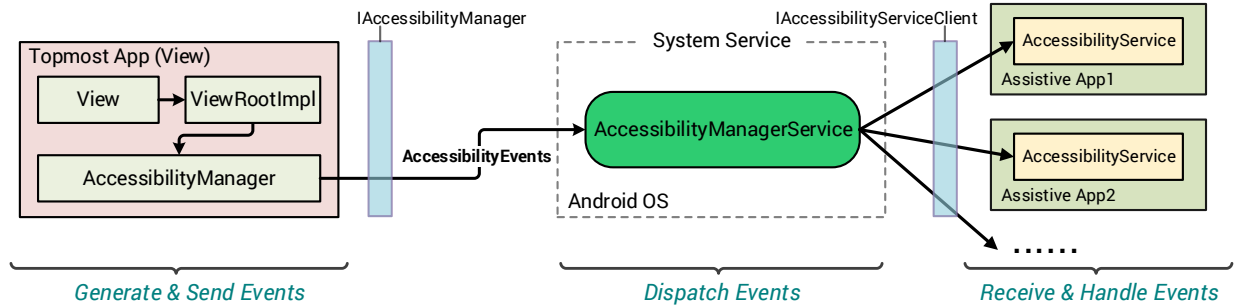 IAccessibilityManager
IAccessibilityServiceClient
Topmost App (View)
View
ViewRootImpl
AccessibilityManager
AccessibilityEvents
System Service
AccessibilityManagerService
Android OS
AccessibilityService
Assistive App1
AccessibilityService
Assistive App2
......
Generate & Send Events
Dispatch Events
Receive & Handle Events